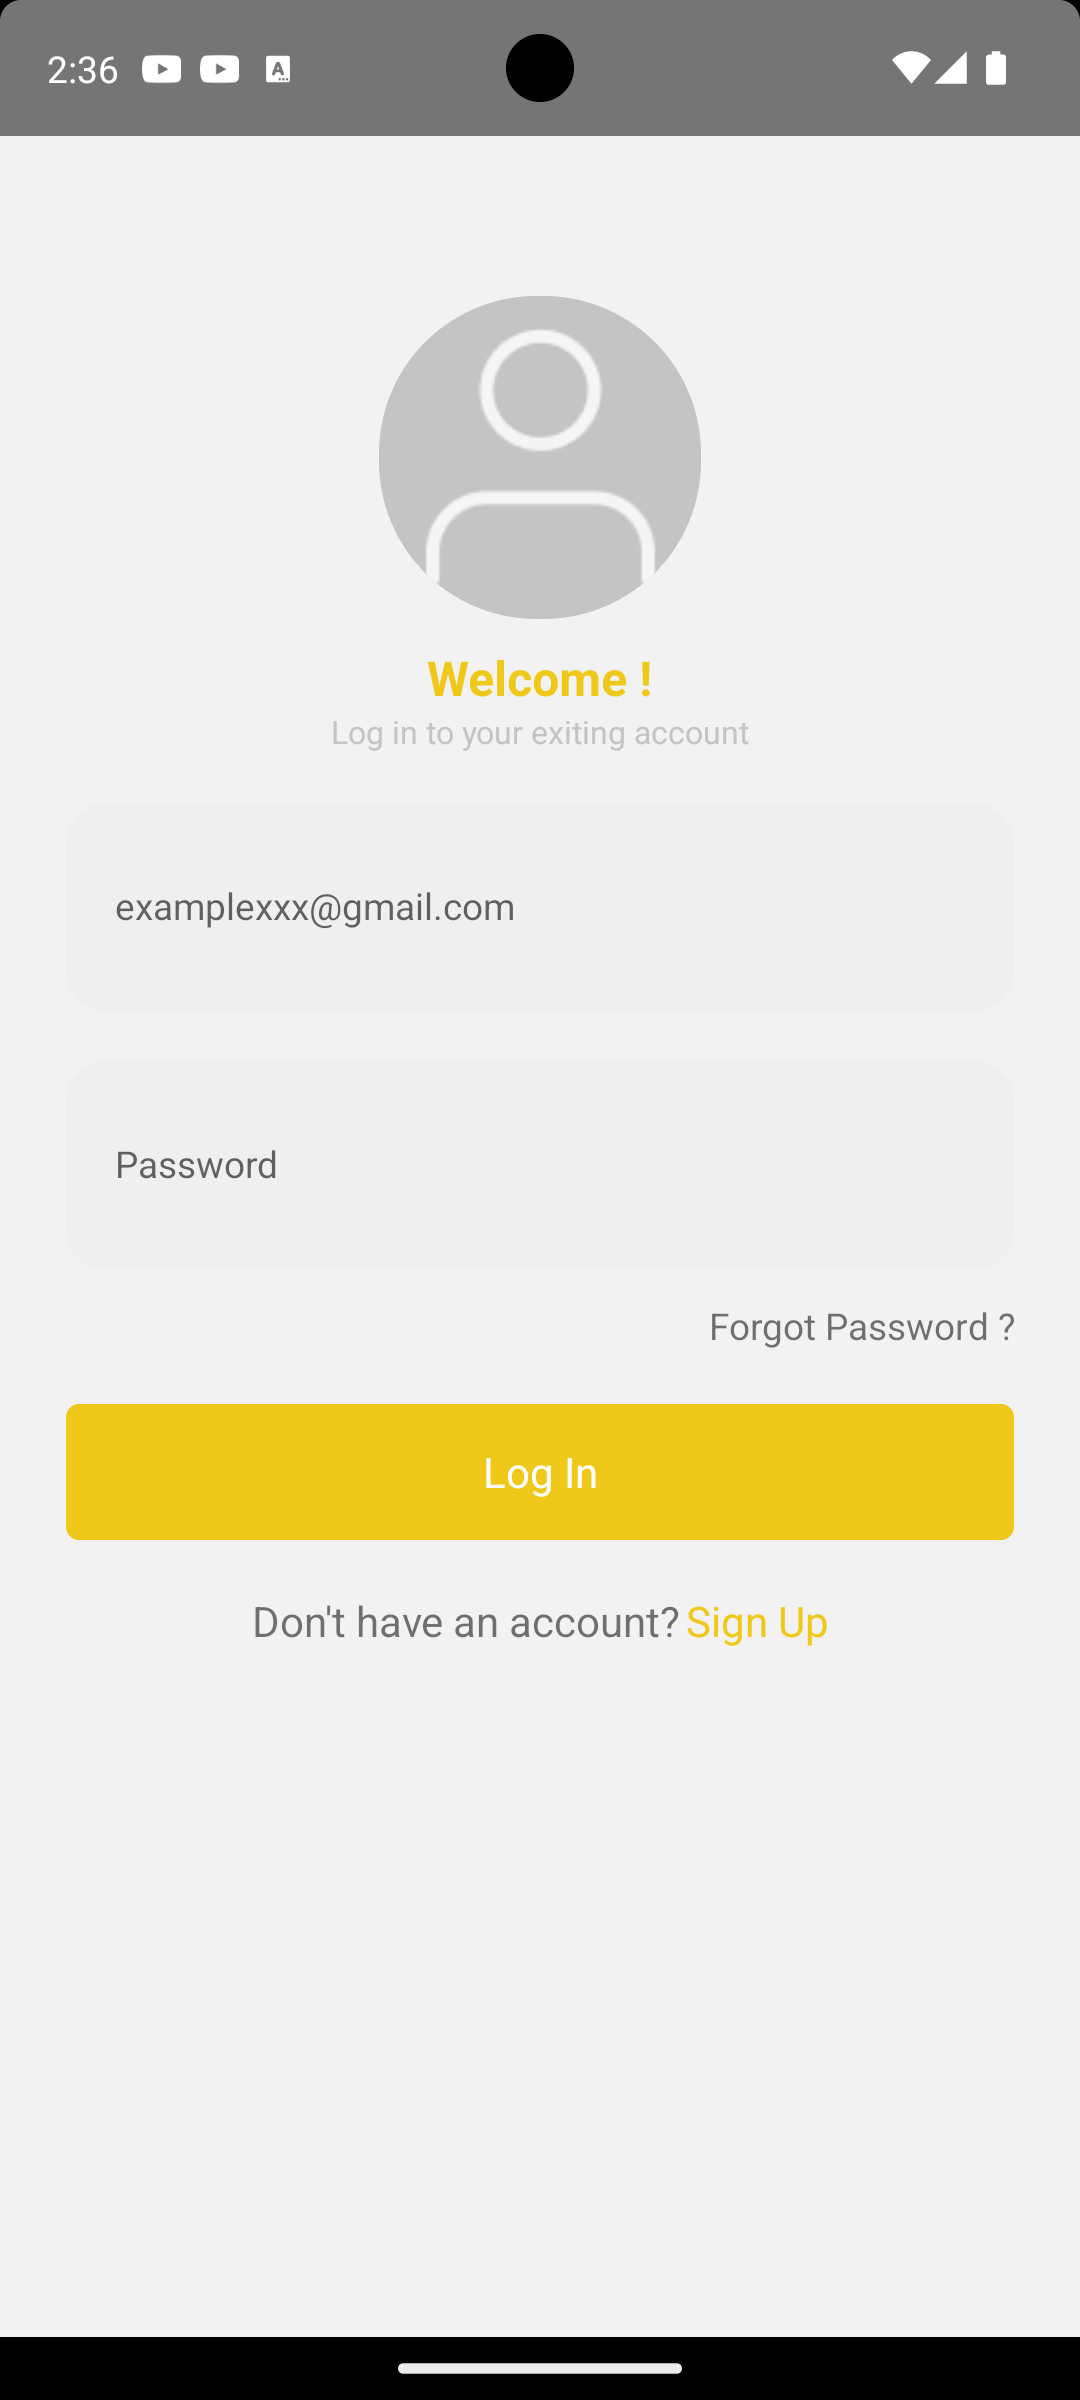 2:36
Welcome !
Log in to your exiting account
examplexxx@gmail.com
Password
Forgot Password ?
Log In
Don't have an account? Sign Up